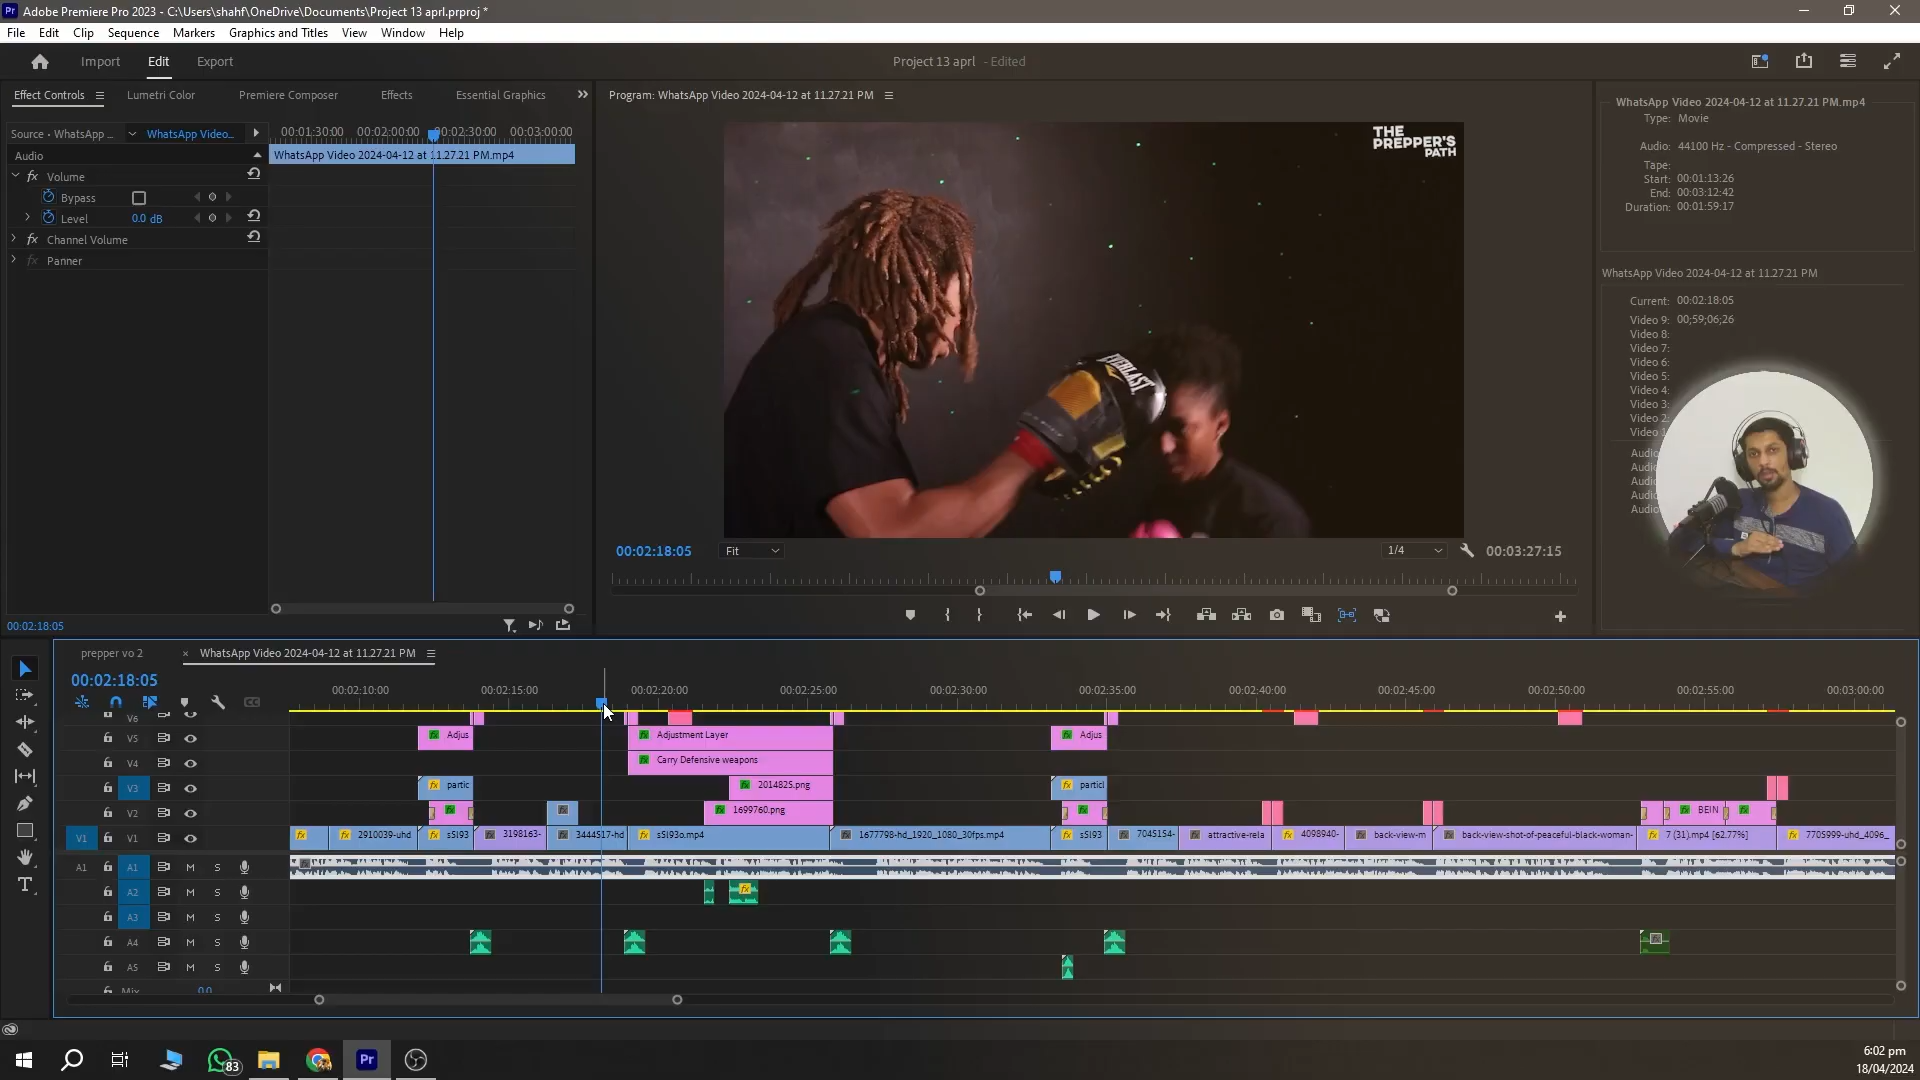 Adobe Premiere Pro 2023 - C:\Users\shahf\OneDrive\Documents\Project 13 aprl.prproj *
File Edit Clip Sequence Markers Graphics and Titles View Window Help
Import Edit Export
Project 13 aprl - Edited
Effect Controls Lumetri Color Premiere Composer Effects Essential Graphics
Program: WhatsApp Video 2024-04-12 at 11.27.21 PM
WhatsApp Video 2024-04-12 at 11.27.21 PM.mp4
Type: Movie
Audio: 44100 Hz - Compressed - Stereo
Tape:
Start: 00:01:13:26
End: 00:03:12:42
Duration: 00:01:59:17
Source • WhatsApp ... WhatsApp Video... 00:01:30:00 00:02:00:00 00:02:30:00 00:03:00:00
Audio
WhatsApp Video 2024-04-12 at 11.27.21 PM.mp4
Volume
Bypass
Level 0.0 dB
Channel Volume
Panner
THE
PREPPER'S
PATH
EVERLAST
WhatsApp Video 2024-04-12 at 11.27.21 PM
Current: 00:02:18:05
Video 9: 00;59;06;26
Video 8:
Video 7:
Video 6:
Video 5:
Video 4:
Video 3:
Video 2:
Video 1
Audio
Audio
Audio
Audio
Audio
00:02:18:05 Fit 1/4 00:03:27:15
00:02:18:05
prepper vo 2 WhatsApp Video 2024-04-12 at 11.27.21 PM
00:02:18:05
00:02:10:00 00:02:15:00 00:02:20:00 00:02:25:00 00:02:30:00 00:02:35:00 00:02:40:00 00:02:45:00 00:02:50:00 00:02:55:00 00:03:00:00
V6
V5 Adjus Adjustment Layer Adjus
V4 Carry Defensive weapons
V3 partic 2014825.png particl
V2 1699760.png BEIN
V1 V1 2910039-uhd sSI93 3198163- 3444517-hd sSI93o.mp4 1677798-hd_1920_1080_30fps.mp4 sSI93 7045154- attractive-rela 4098940- back-view-m back-view-shot-of-peaceful-black-woman- 7 (31).mp4 [62.77%] 7705999-uhd_4096_
A1 A1 M S
A2 M S
A3 M S
A4 M S
A5 M S
Mix 0.0
83
6:02 pm
18/04/2024